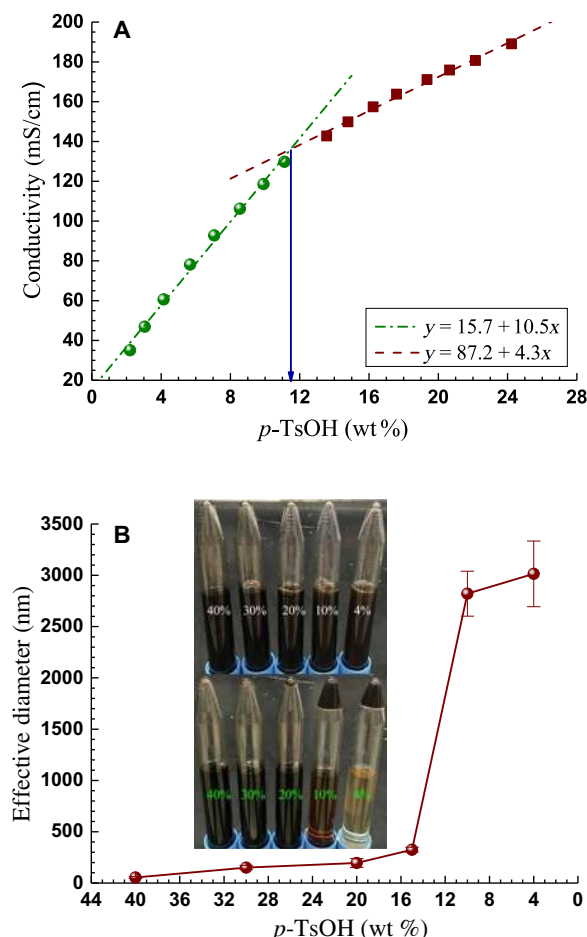 A
200
180
160
140
120
100
80
60
40
20
Conductivity (mS/cm)
y = 15.7 + 10.5x
y = 87.2 + 4.3x
0 4 8 12 16 20 24 28
p-TsOH (wt %)
B
3500
3000
2500
2000
1500
1000
500
0
Effective diameter (nm)
40% 30% 20% 10% 4%
40% 30% 20% 10% 4%
44 40 36 32 28 24 20 16 12 8 4 0
p-TsOH (wt %)